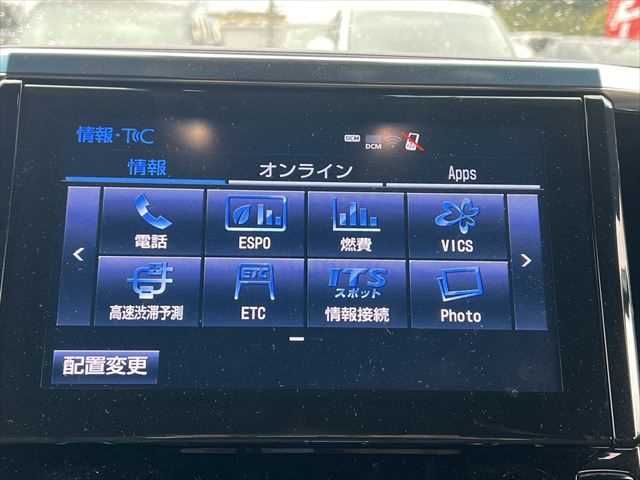 情報・T C
DCM
DCM
情報 オンライン Apps
電話 ESPO 燃費 VICS
ETC ITS
スポット
高速渋滞予測 ETC 情報接続 Photo
配置変更